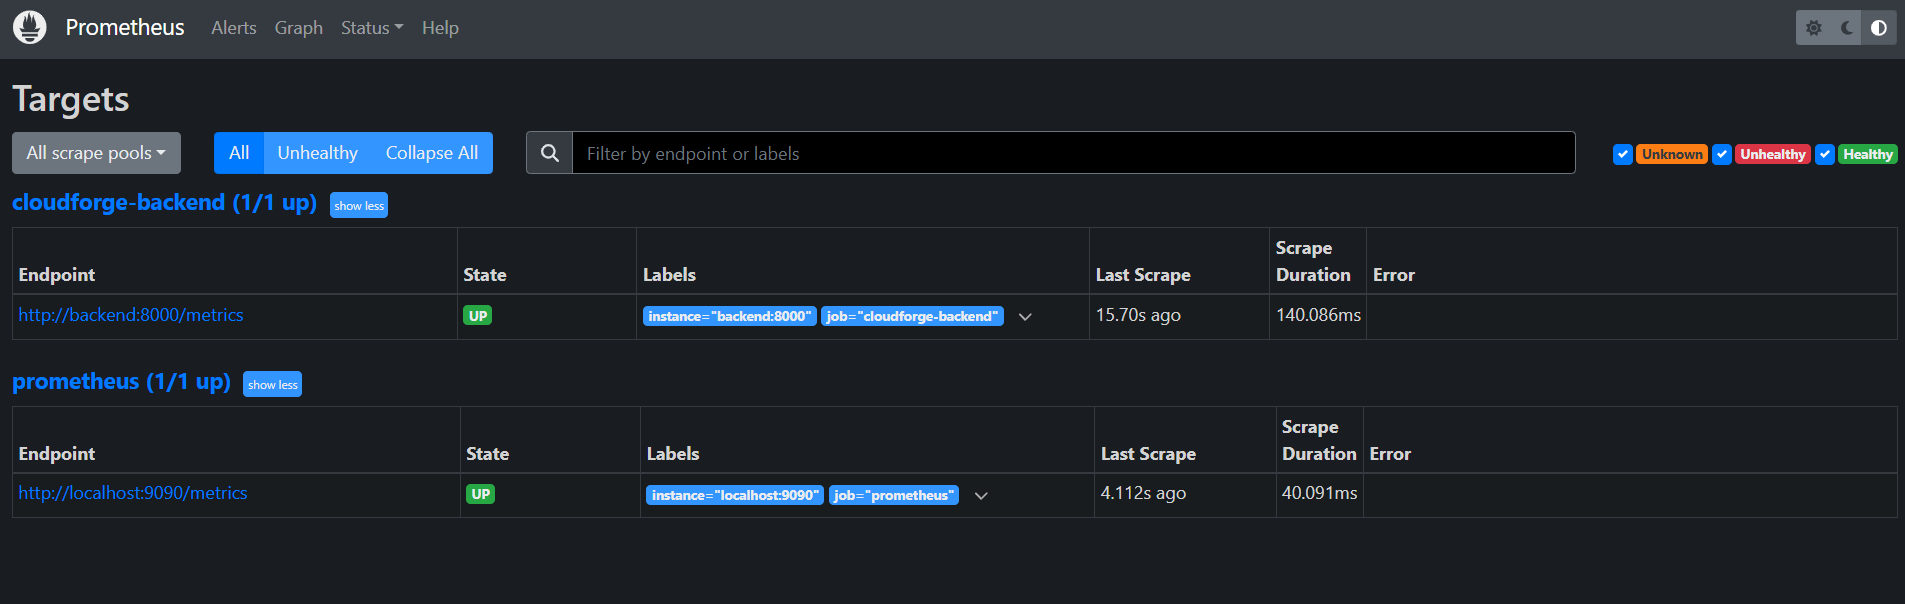 Prometheus Alerts Graph Status Help
Targets
All scrape pools All Unhealthy Collapse All Filter by endpoint or labels Unknown Unhealthy Healthy
cloudforge-backend (1/1 up) show less
Endpoint State Labels Last Scrape Scrape Duration Error
http://backend:8000/metrics UP instance="backend:8000" job="cloudforge-backend" 15.70s ago 140.086ms
prometheus (1/1 up) show less
Endpoint State Labels Last Scrape Scrape Duration Error
http://localhost:9090/metrics UP instance="localhost:9090" job="prometheus" 4.112s ago 40.091ms